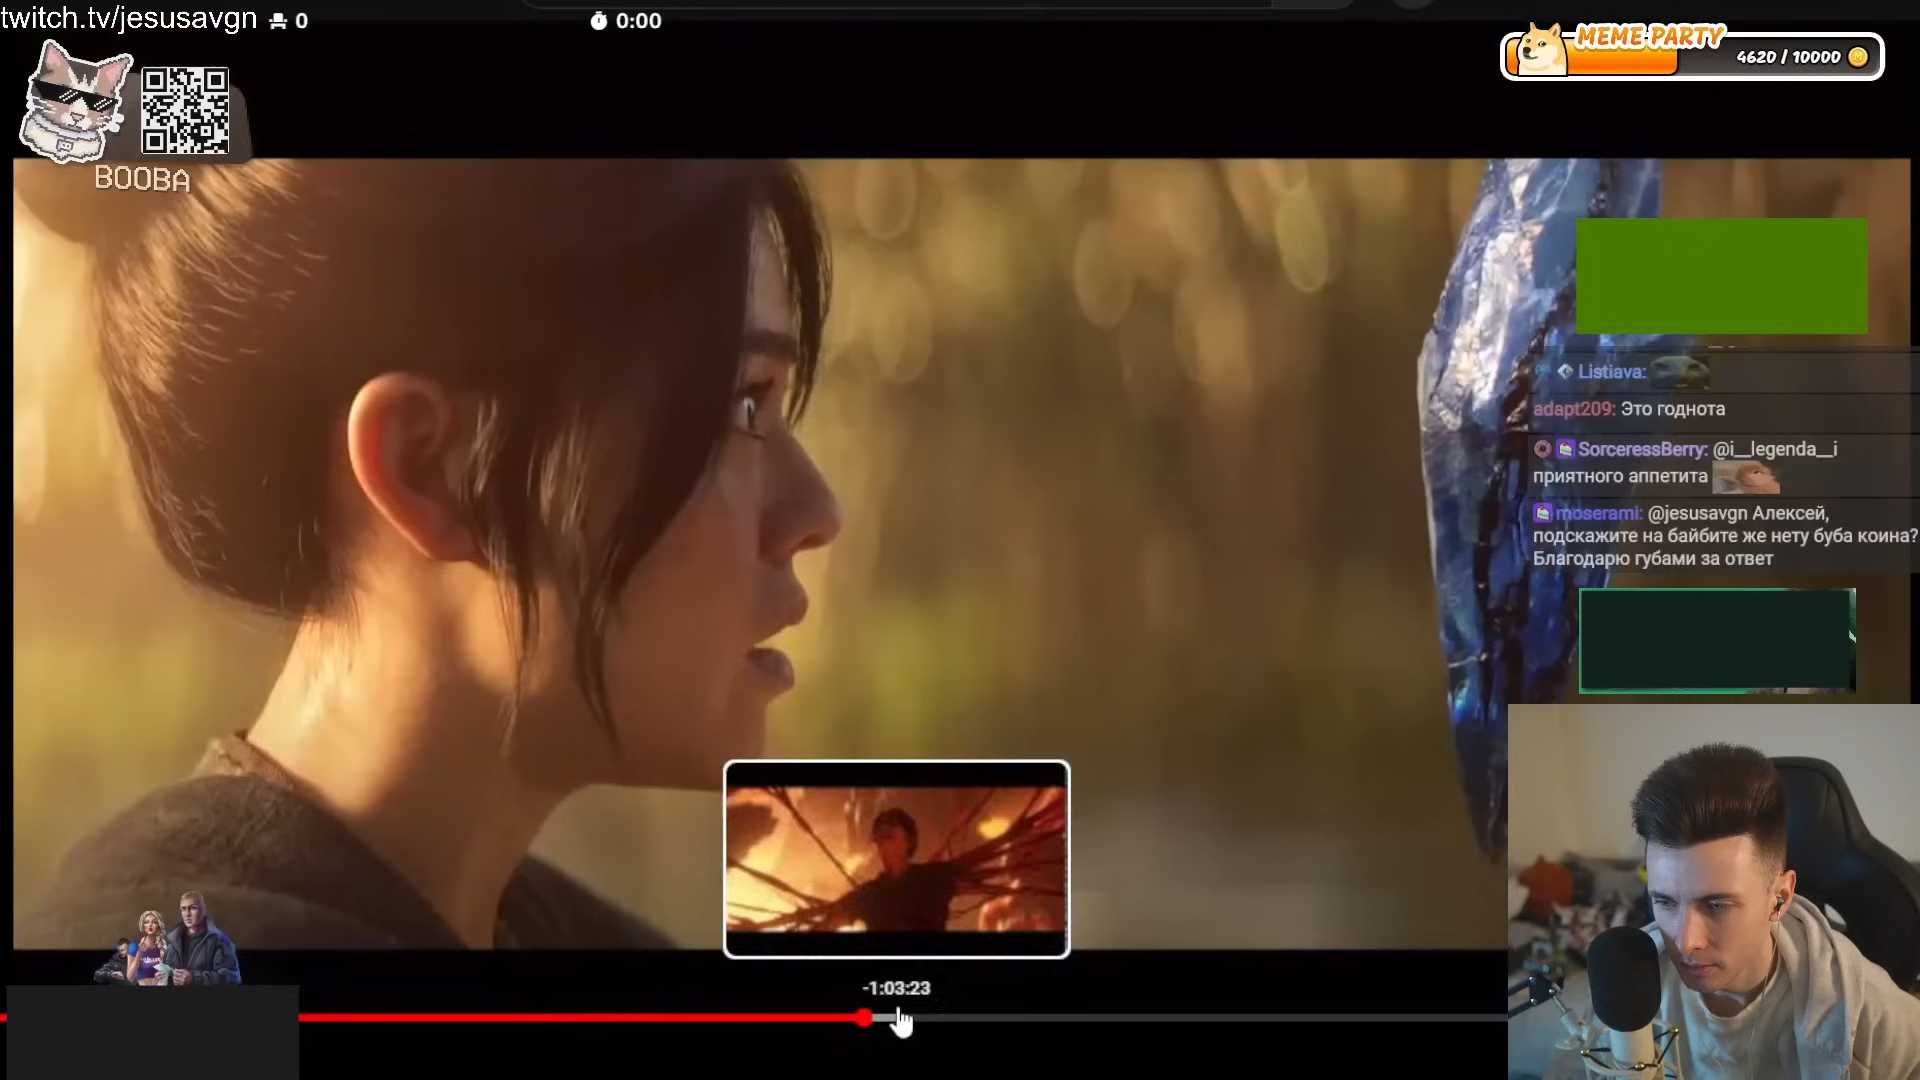 twitch.tv/jesusavgn 0
0:00
MEME PARTY
4620 / 10000
BOOBA
Listiava:
adapt209: Это годнота
SorceressBerry: @i__legenda__i
приятного аппетита
moserami: @jesusavgn Алексей,
подскажите на байбите же нету буба коина?
Благодарю губами за ответ
-1:03:23